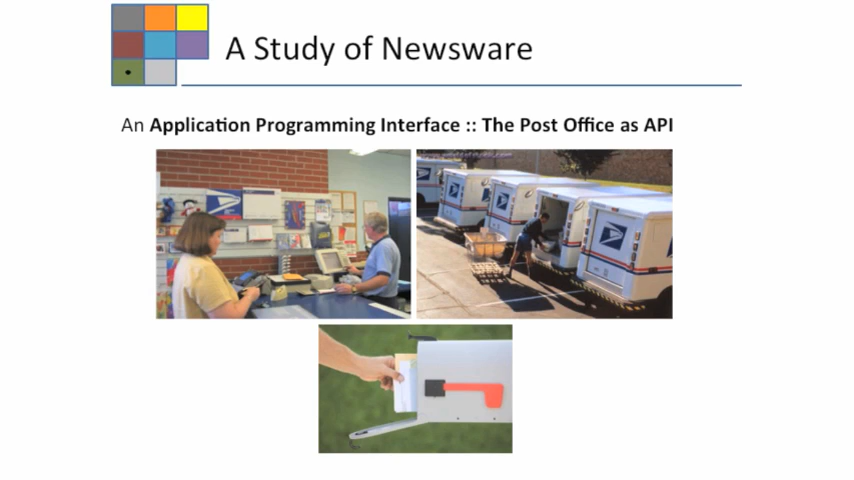 A Study of Newsware
An Application Programming Interface :: The Post Office as API